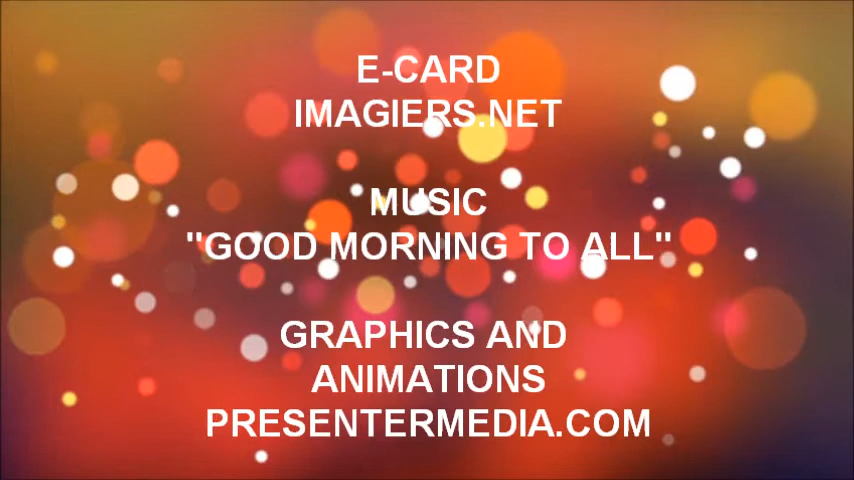 E-CARD
IMAGIERS.NET
MUSIC
"GOOD MORNING TO ALL"
GRAPHICS AND
ANIMATIONS
PRESENTERMEDIA.COM